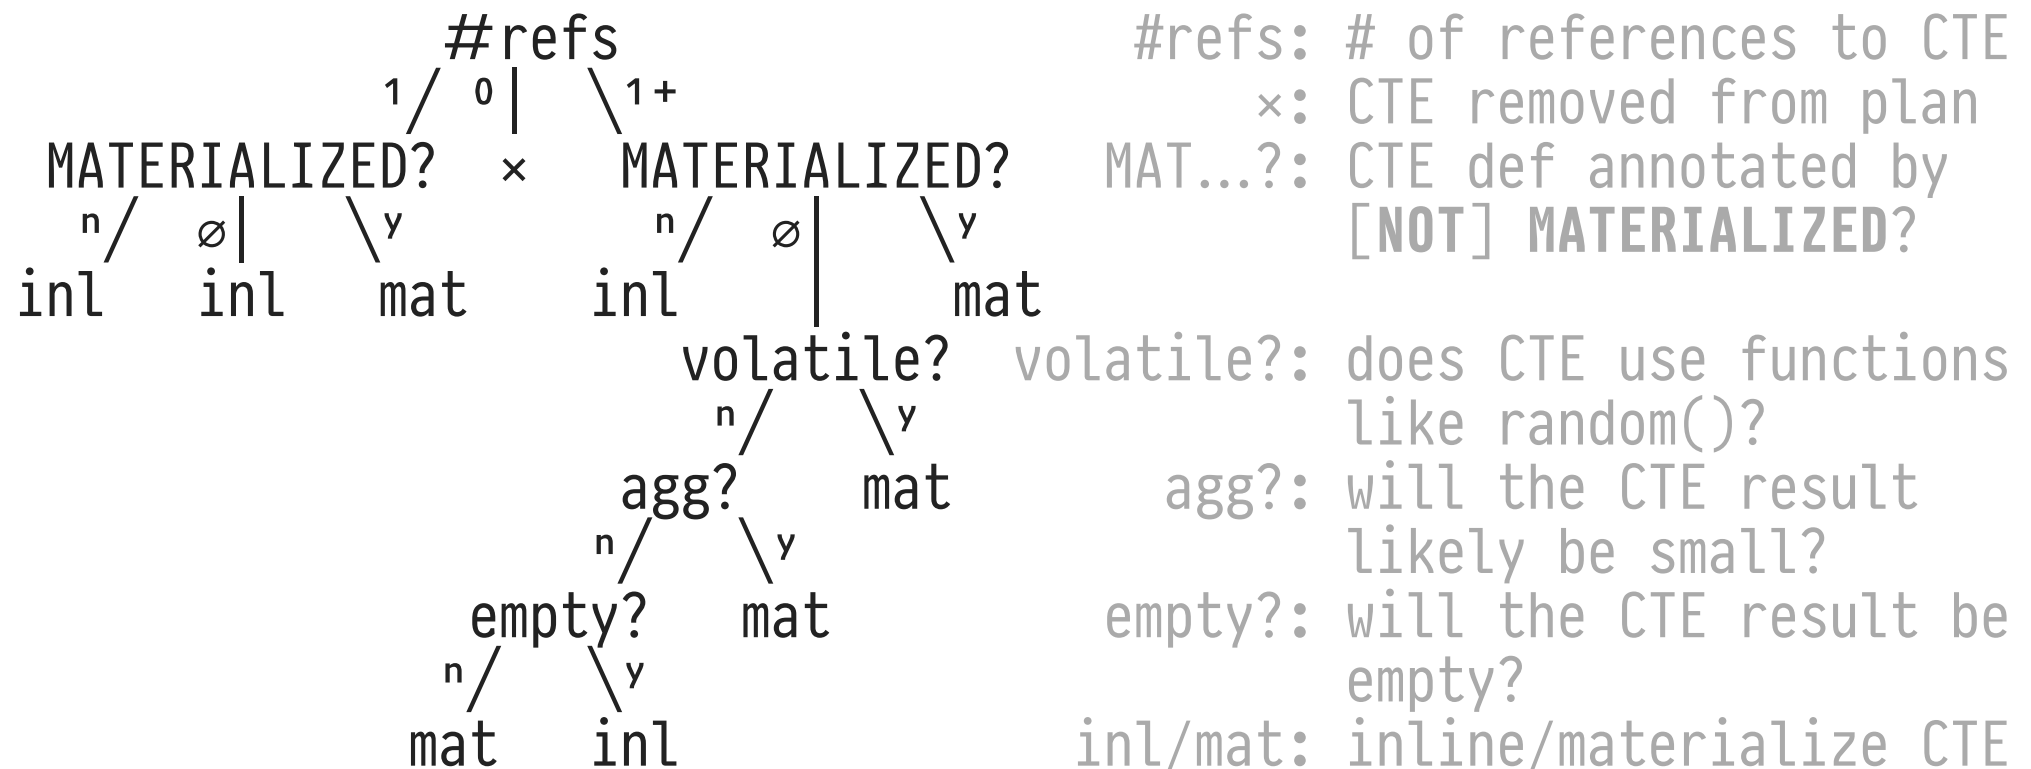 #refs #refs: # of references to CTE
1 0 1+ ×: CTE removed from plan
MATERIALIZED? × MATERIALIZED? MAT...?: CTE def annotated by
n ∅ y n ∅ y [NOT] MATERIALIZED?
inl inl mat inl mat
volatile? volatile?: does CTE use functions
n y like random()?
agg? mat agg?: will the CTE result
n y likely be small?
empty? mat empty?: will the CTE result be
n y empty?
mat inl inl/mat: inline/materialize CTE